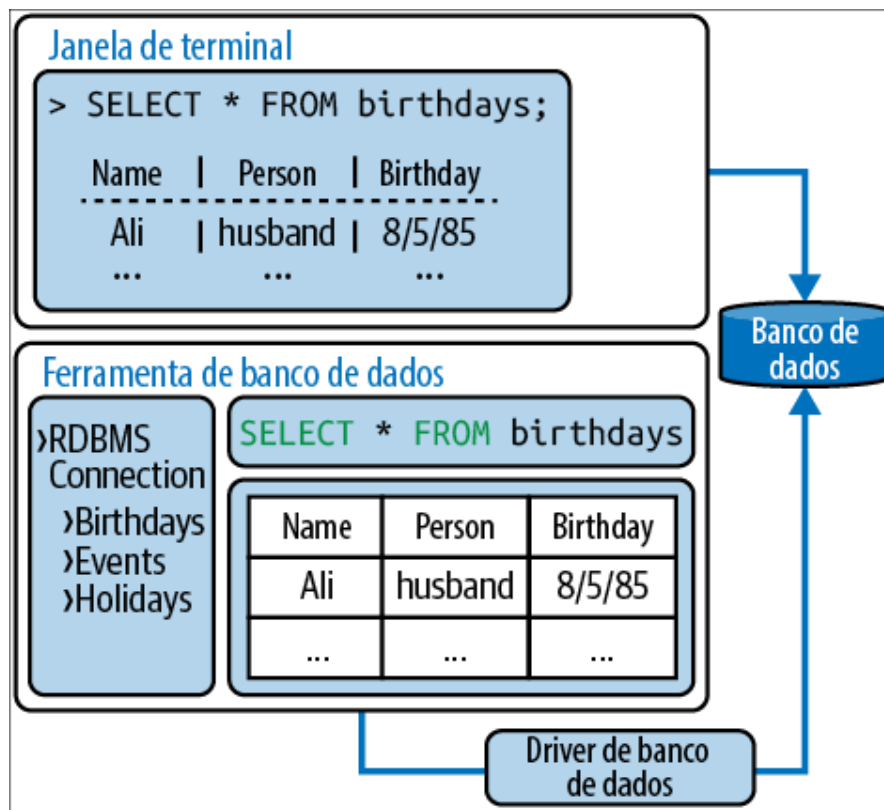 Janela de terminal
> SELECT * FROM birthdays;
Name | Person | Birthday
Ali | husband | 8/5/85
... ... ...
Banco de
dados
Ferramenta de banco de dados
›RDBMS
Connection
›Birthdays
›Events
›Holidays
SELECT * FROM birthdays
Name Person Birthday
Ali husband 8/5/85
... ... ...
Driver de banco
de dados